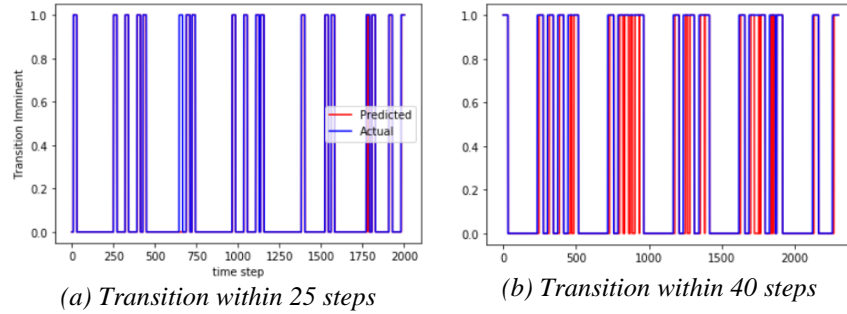 1.0
0.8
0.6
0.4
0.2
0.0
Transition Imminent
0 250 500 750 1000 1250 1500 1750 2000
time step
Predicted
Actual
(a) Transition within 25 steps
1.0
0.8
0.6
0.4
0.2
0.0
0 500 1000 1500 2000
(b) Transition within 40 steps